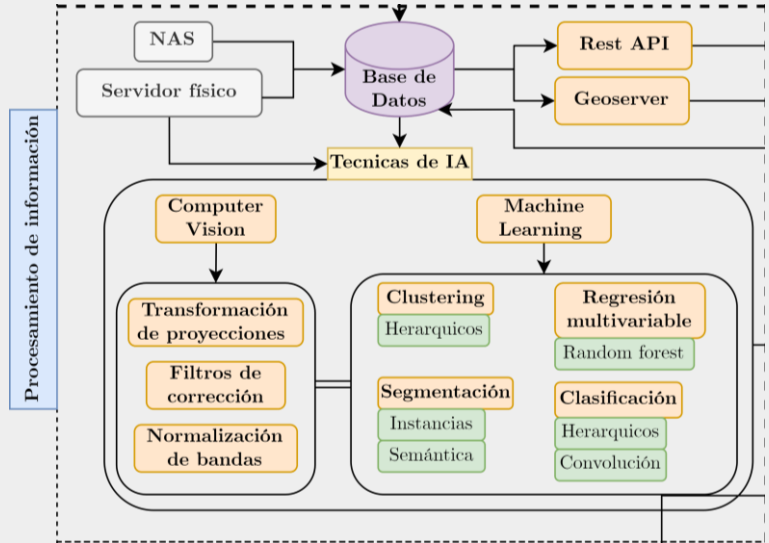 NAS
Servidor físico
Base de
Datos
Rest API
Geoserver
Tecnicas de IA
Procesamiento de información
Computer
Vision
Machine
Learning
Transformación
de proyecciones
Filtros de
corrección
Normalización
de bandas
Clustering
Herarquicos
Regresión
multivariable
Random forest
Segmentación
Instancias
Semántica
Clasificación
Herarquicos
Convolución